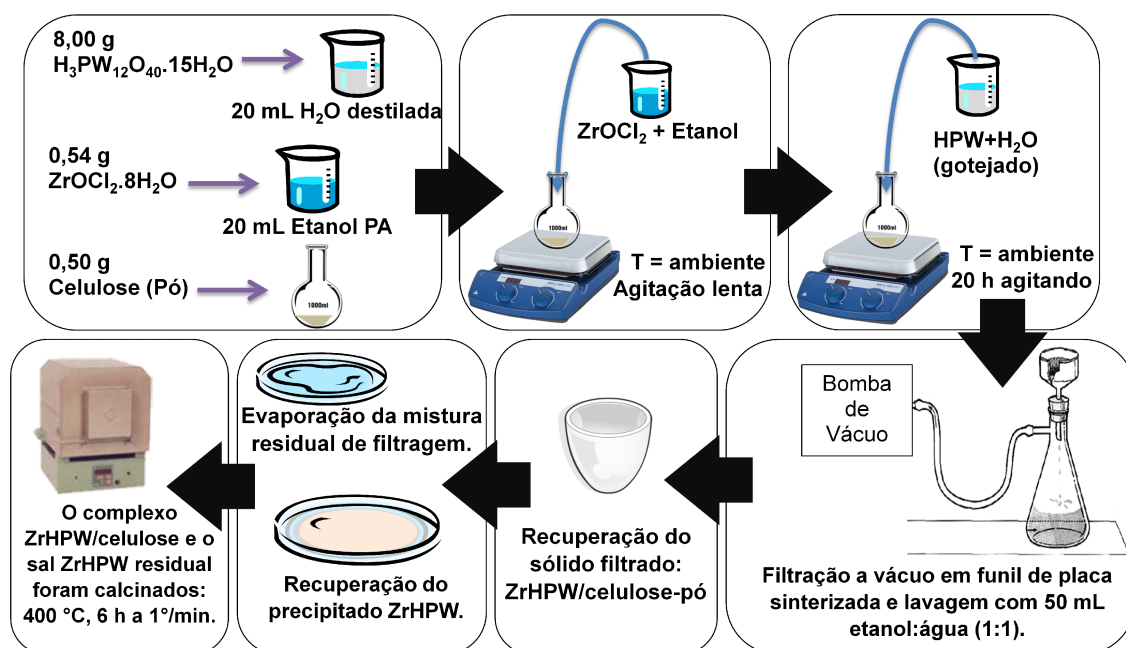 8,00 g
H₃PW₁₂O₄₀.15H₂O
20 mL H₂O destilada
0,54 g
ZrOCl₂.8H₂O
20 mL Etanol PA
0,50 g
Celulose (Pó)
1000ml
ZrOCl₂ + Etanol
1000ml
T = ambiente
Agitação lenta
HPW+H₂O
(gotejado)
1000ml
T = ambiente
20 h agitando
Bomba
de
Vácuo
Filtração a vácuo em funil de placa
sinterizada e lavagem com 50 mL
etanol:água (1:1).
Recuperação do
sólido filtrado:
ZrHPW/celulose-pó
Evaporação da mistura
residual de filtragem.
Recuperação do
precipitado ZrHPW.
O complexo
ZrHPW/celulose e o
sal ZrHPW residual
foram calcinados:
400 °C, 6 h a 1°/min.